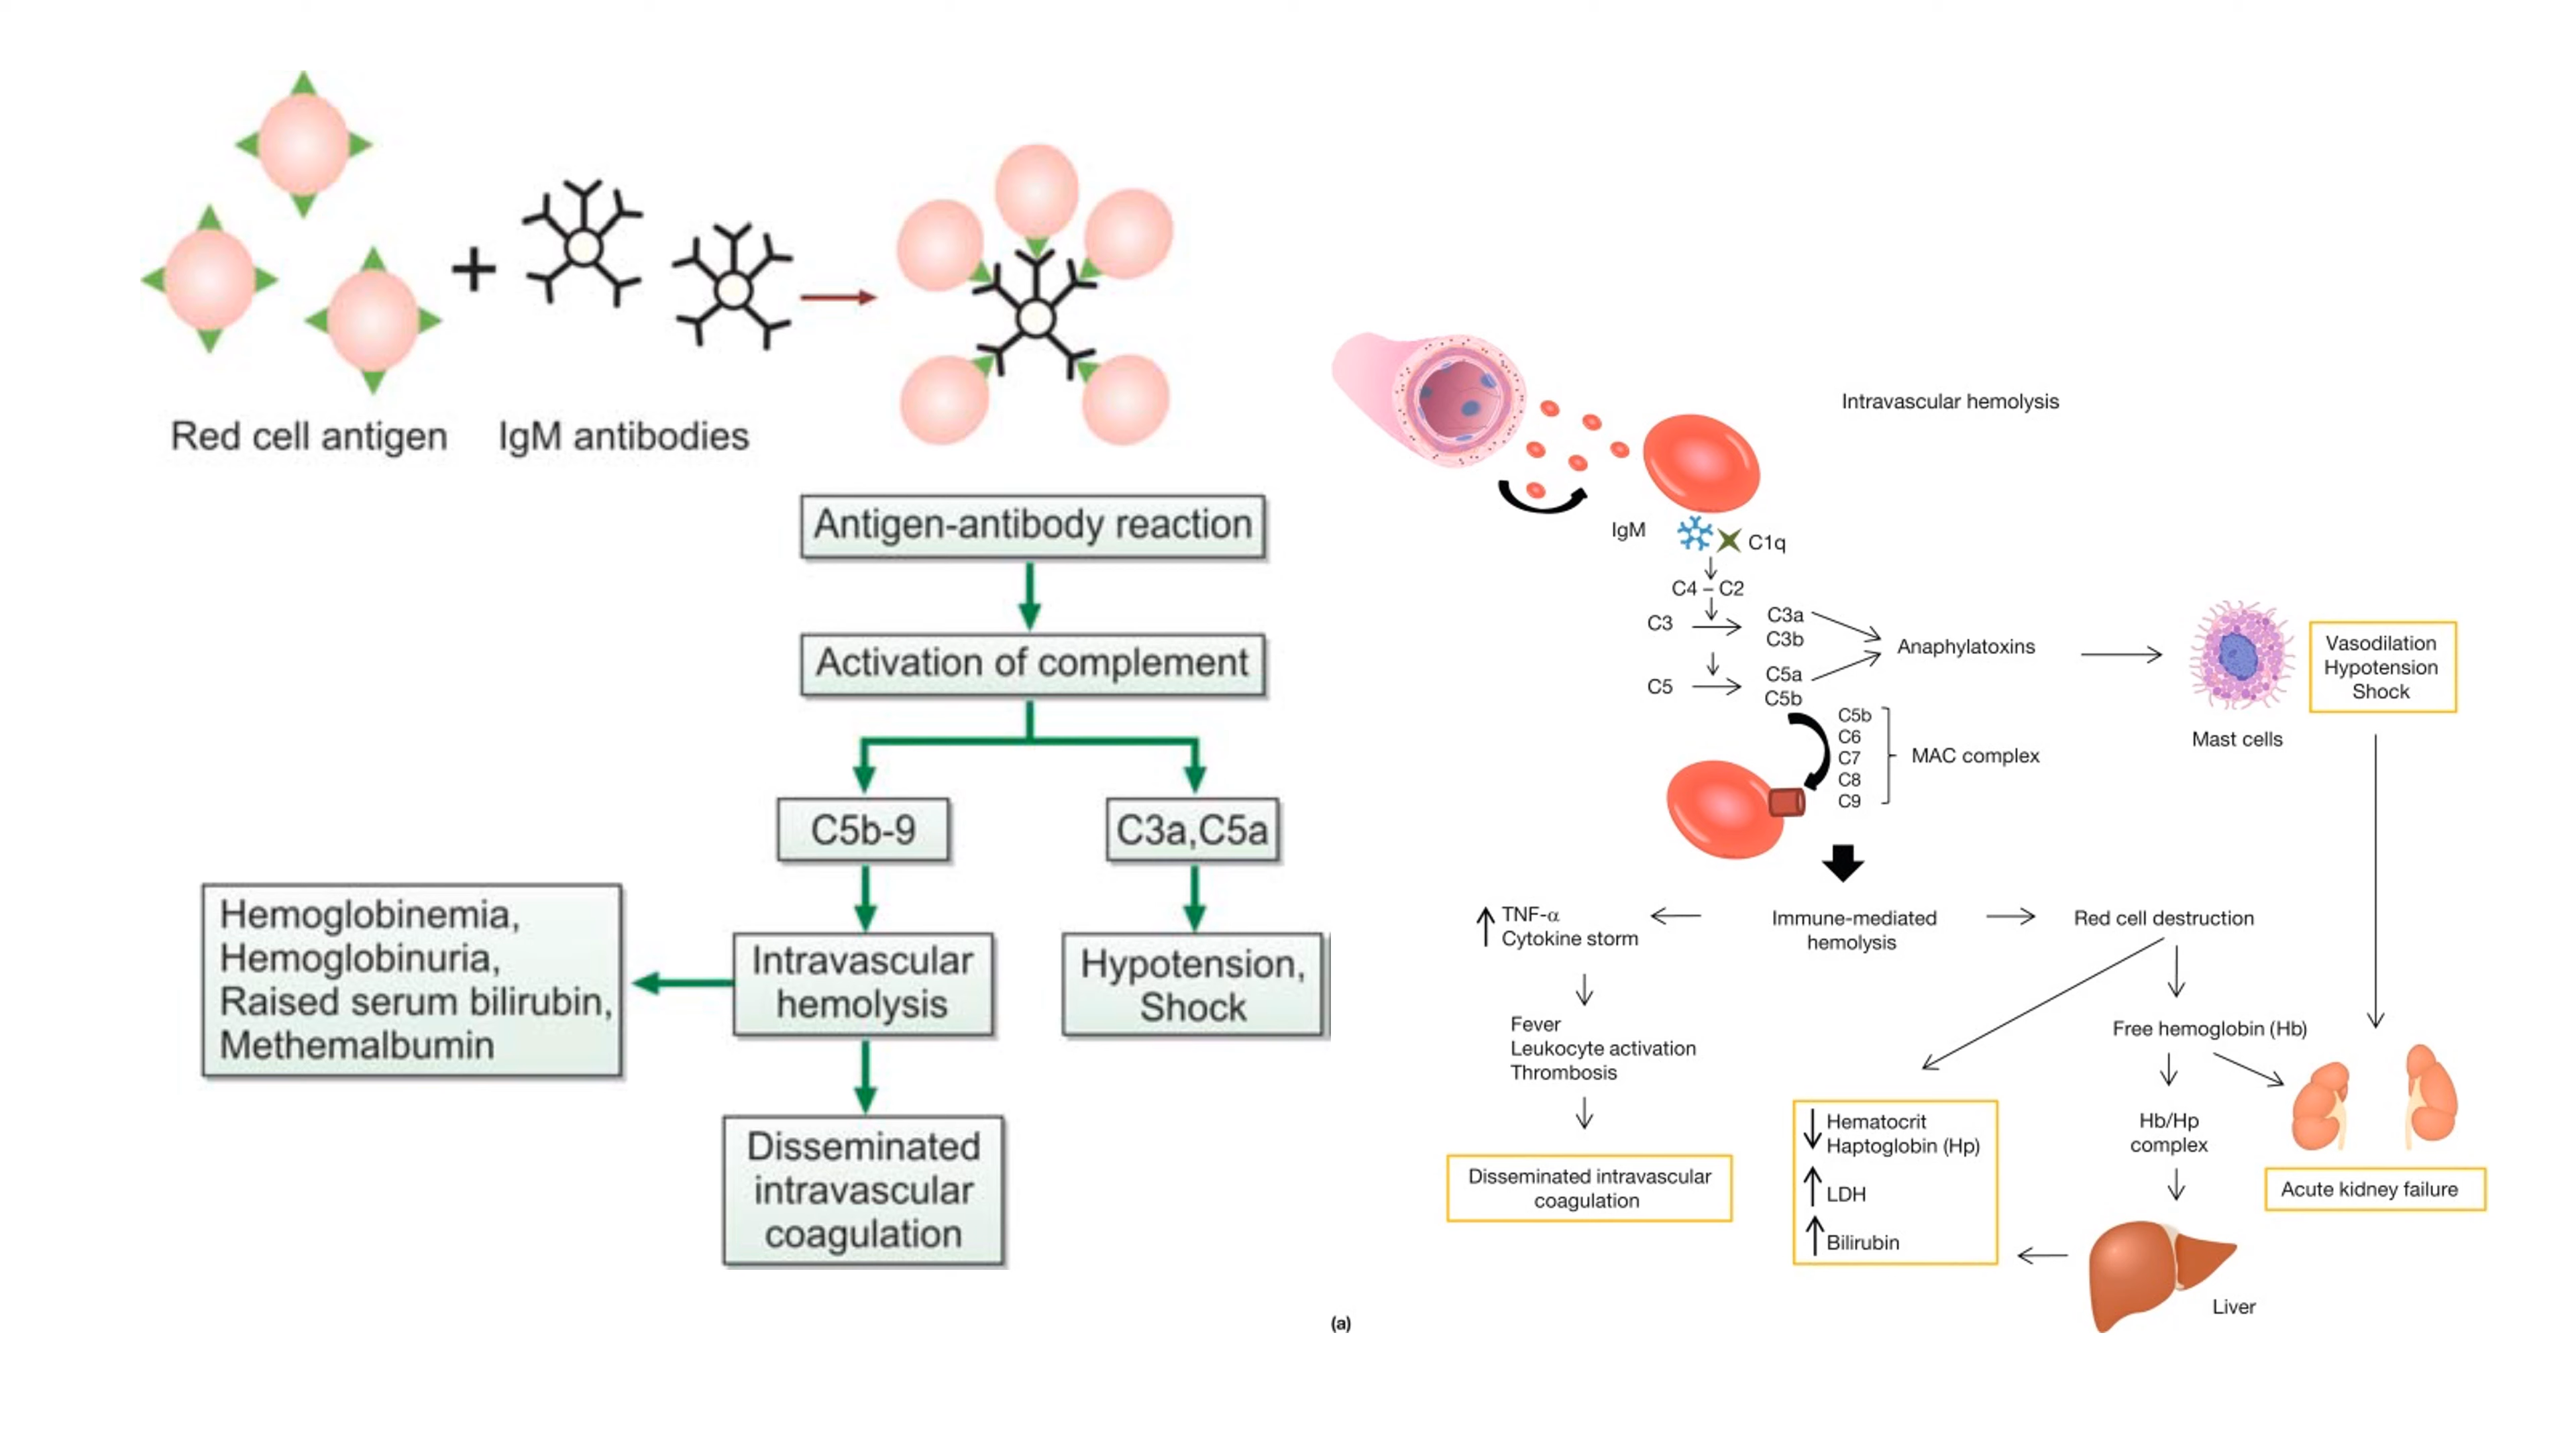 Red cell antigen
IgM antibodies
Antigen-antibody reaction
Activation of complement
C5b-9
C3a,C5a
Hemoglobinemia,
Hemoglobinuria,
Raised serum bilirubin,
Methemalbumin
Intravascular
hemolysis
Hypotension,
Shock
Disseminated
intravascular
coagulation
(a)
Intravascular hemolysis
IgM
C1q
C4 – C2
C3
C3a
C3b
C5
C5a
C5b
Anaphylatoxins
Mast cells
Vasodilation
Hypotension
Shock
C5b
C6
C7
C8
C9
MAC complex
TNF-α
Cytokine storm
Immune-mediated
hemolysis
Red cell destruction
Fever
Leukocyte activation
Thrombosis
Free hemoglobin (Hb)
Disseminated intravascular
coagulation
Hematocrit
Haptoglobin (Hp)
LDH
Bilirubin
Hb/Hp
complex
Acute kidney failure
Liver